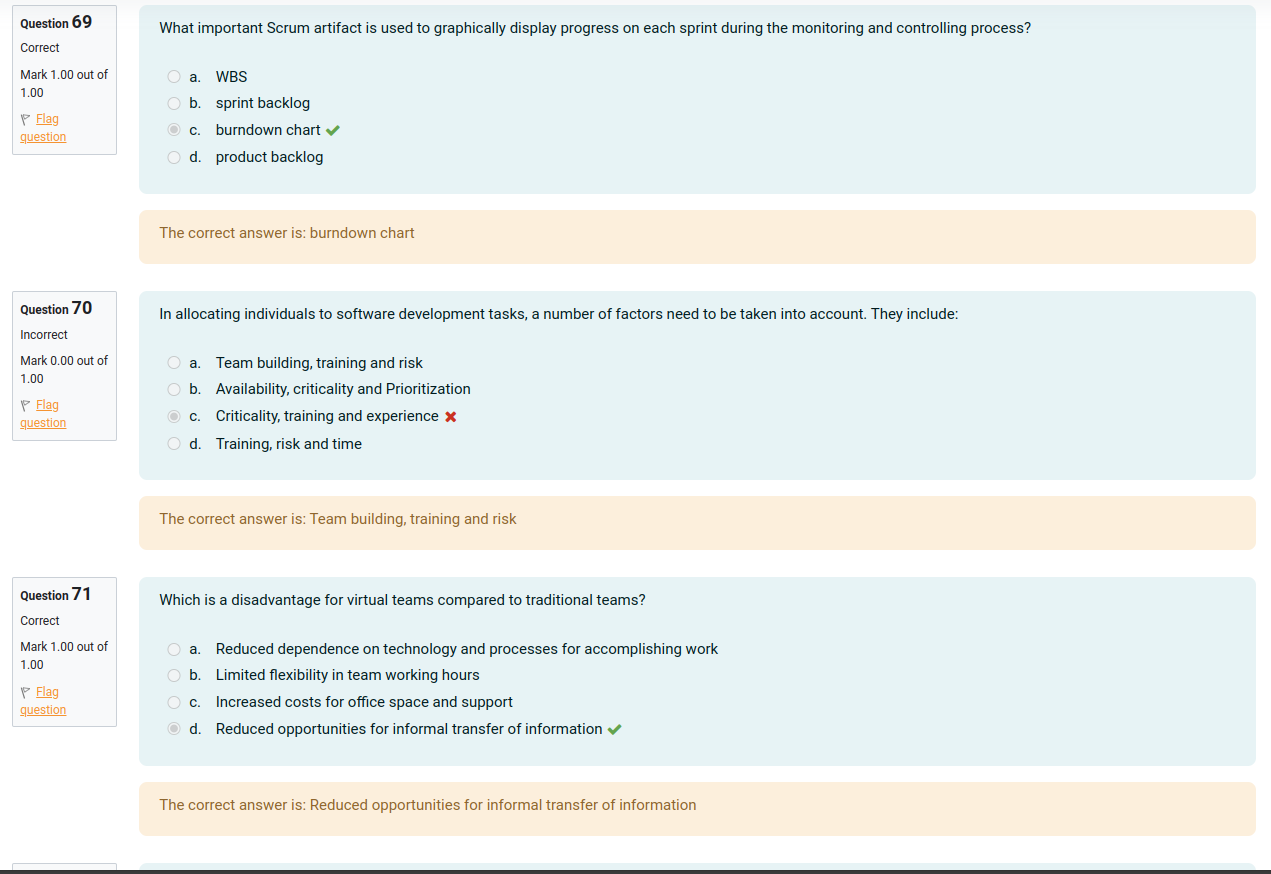 Question 69
Correct
Mark 1.00 out of
1.00
Flag
question
What important Scrum artifact is used to graphically display progress on each sprint during the monitoring and controlling process?
a. WBS
b. sprint backlog
c. burndown chart
d. product backlog
The correct answer is: burndown chart
Question 70
Incorrect
Mark 0.00 out of
1.00
Flag
question
In allocating individuals to software development tasks, a number of factors need to be taken into account. They include:
a. Team building, training and risk
b. Availability, criticality and Prioritization
c. Criticality, training and experience
d. Training, risk and time
The correct answer is: Team building, training and risk
Question 71
Correct
Mark 1.00 out of
1.00
Flag
question
Which is a disadvantage for virtual teams compared to traditional teams?
a. Reduced dependence on technology and processes for accomplishing work
b. Limited flexibility in team working hours
c. Increased costs for office space and support
d. Reduced opportunities for informal transfer of information
The correct answer is: Reduced opportunities for informal transfer of information